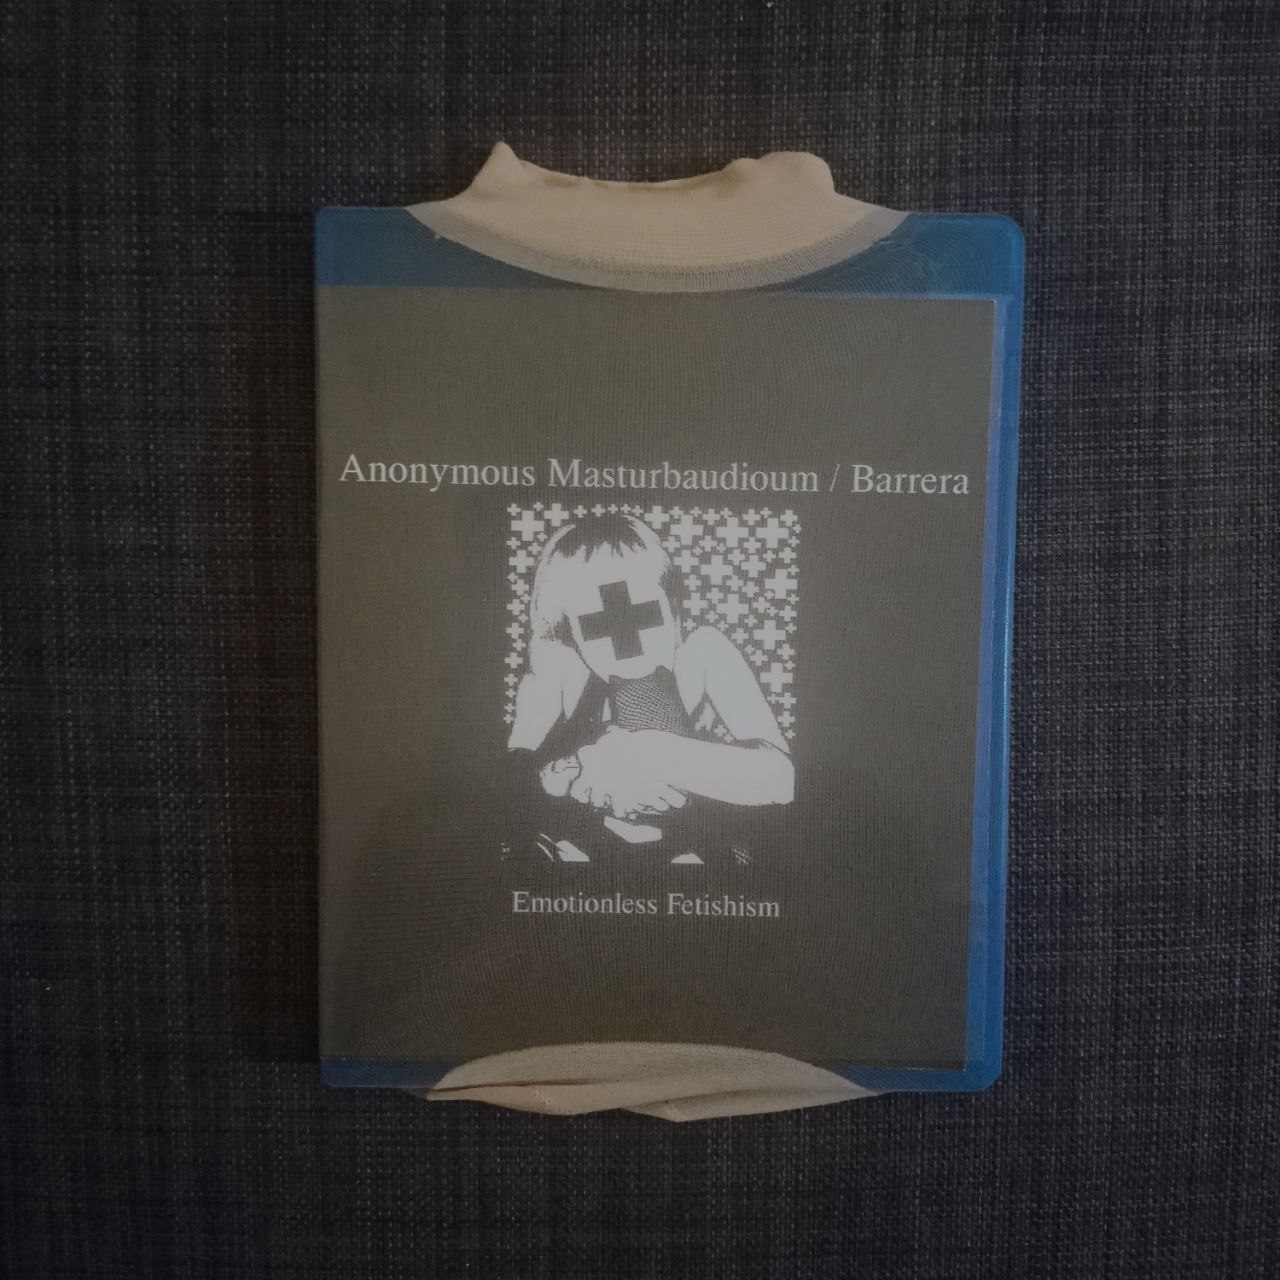 Anonymous Masturbaudioum / Barrera
Emotionless Fetishism